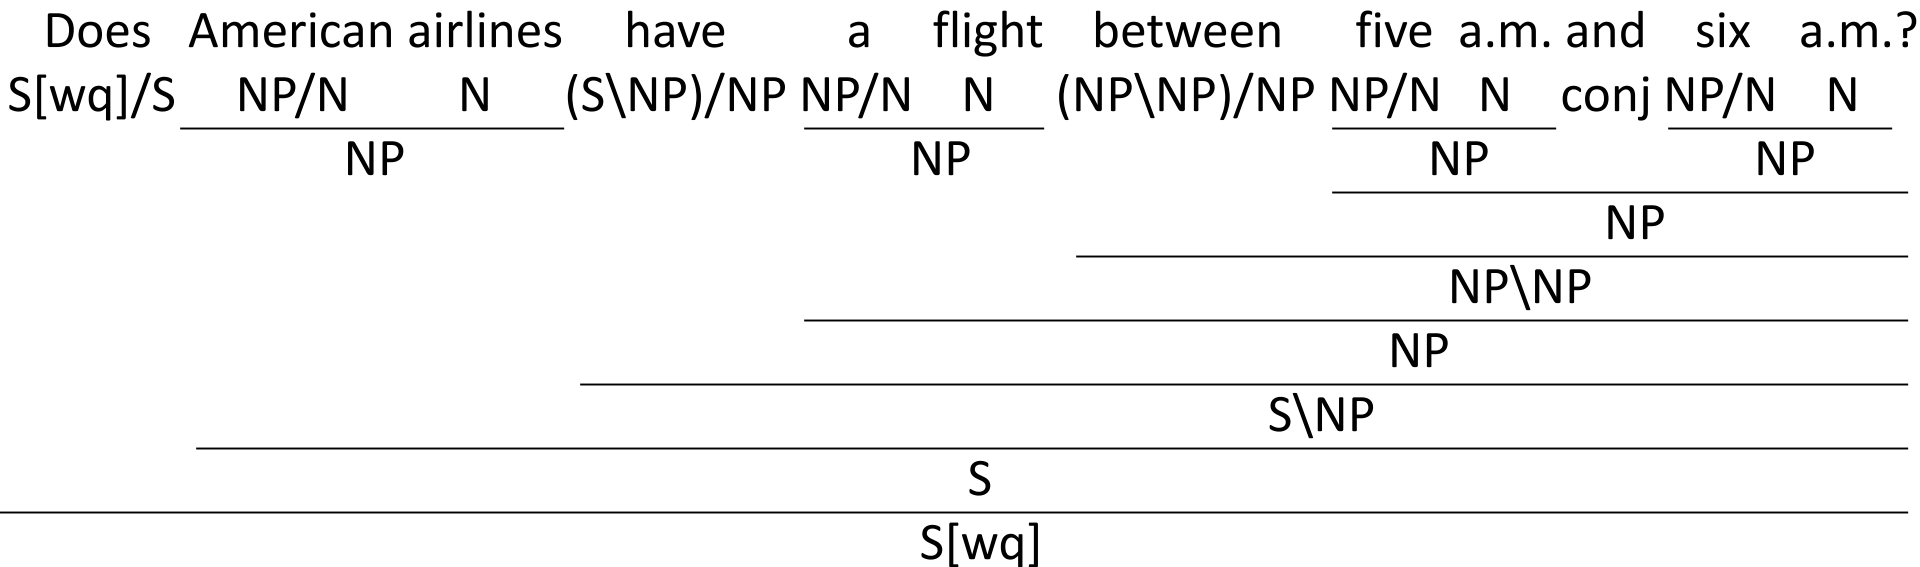 Does American airlines have a flight between five a.m. and six a.m.?
S[wq]/S NP/N N (S\NP)/NP NP/N N (NP\NP)/NP NP/N N conj NP/N N
NP NP NP NP
NP
NP\NP
NP
S\NP
S
S[wq]